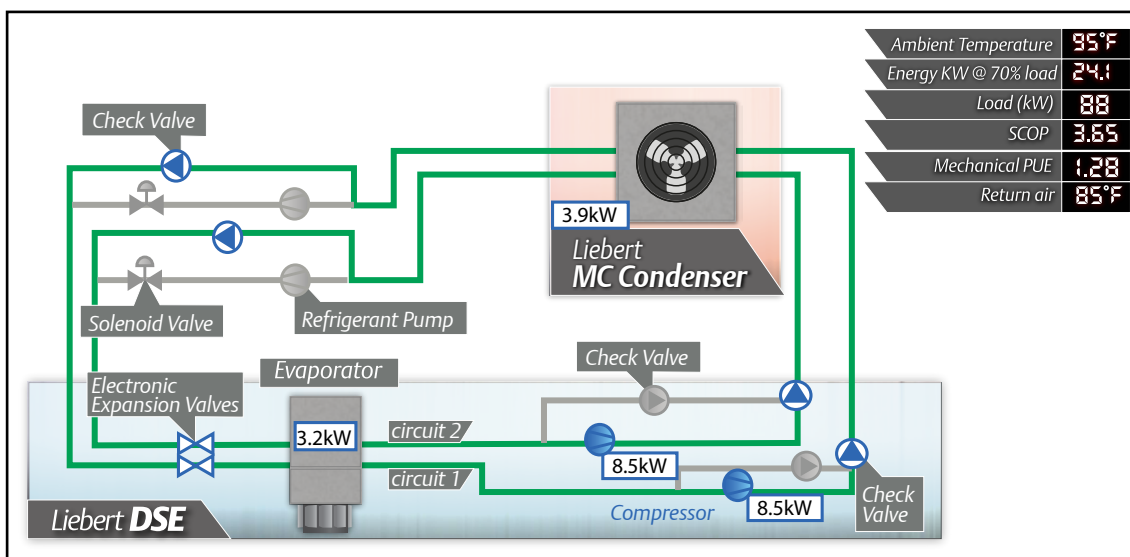 Ambient Temperature 95°F
Energy KW @ 70% load 24.1
Load (kW) 88
SCOP 3.65
Mechanical PUE 1.28
Return air 85°F
Check Valve
3.9kW
Liebert
MC Condenser
Solenoid Valve
Refrigerant Pump
Check Valve
Evaporator
Electronic
Expansion Valves
3.2kW
circuit 2
8.5kW
circuit 1
Compressor
8.5kW
Check
Valve
Liebert DSE